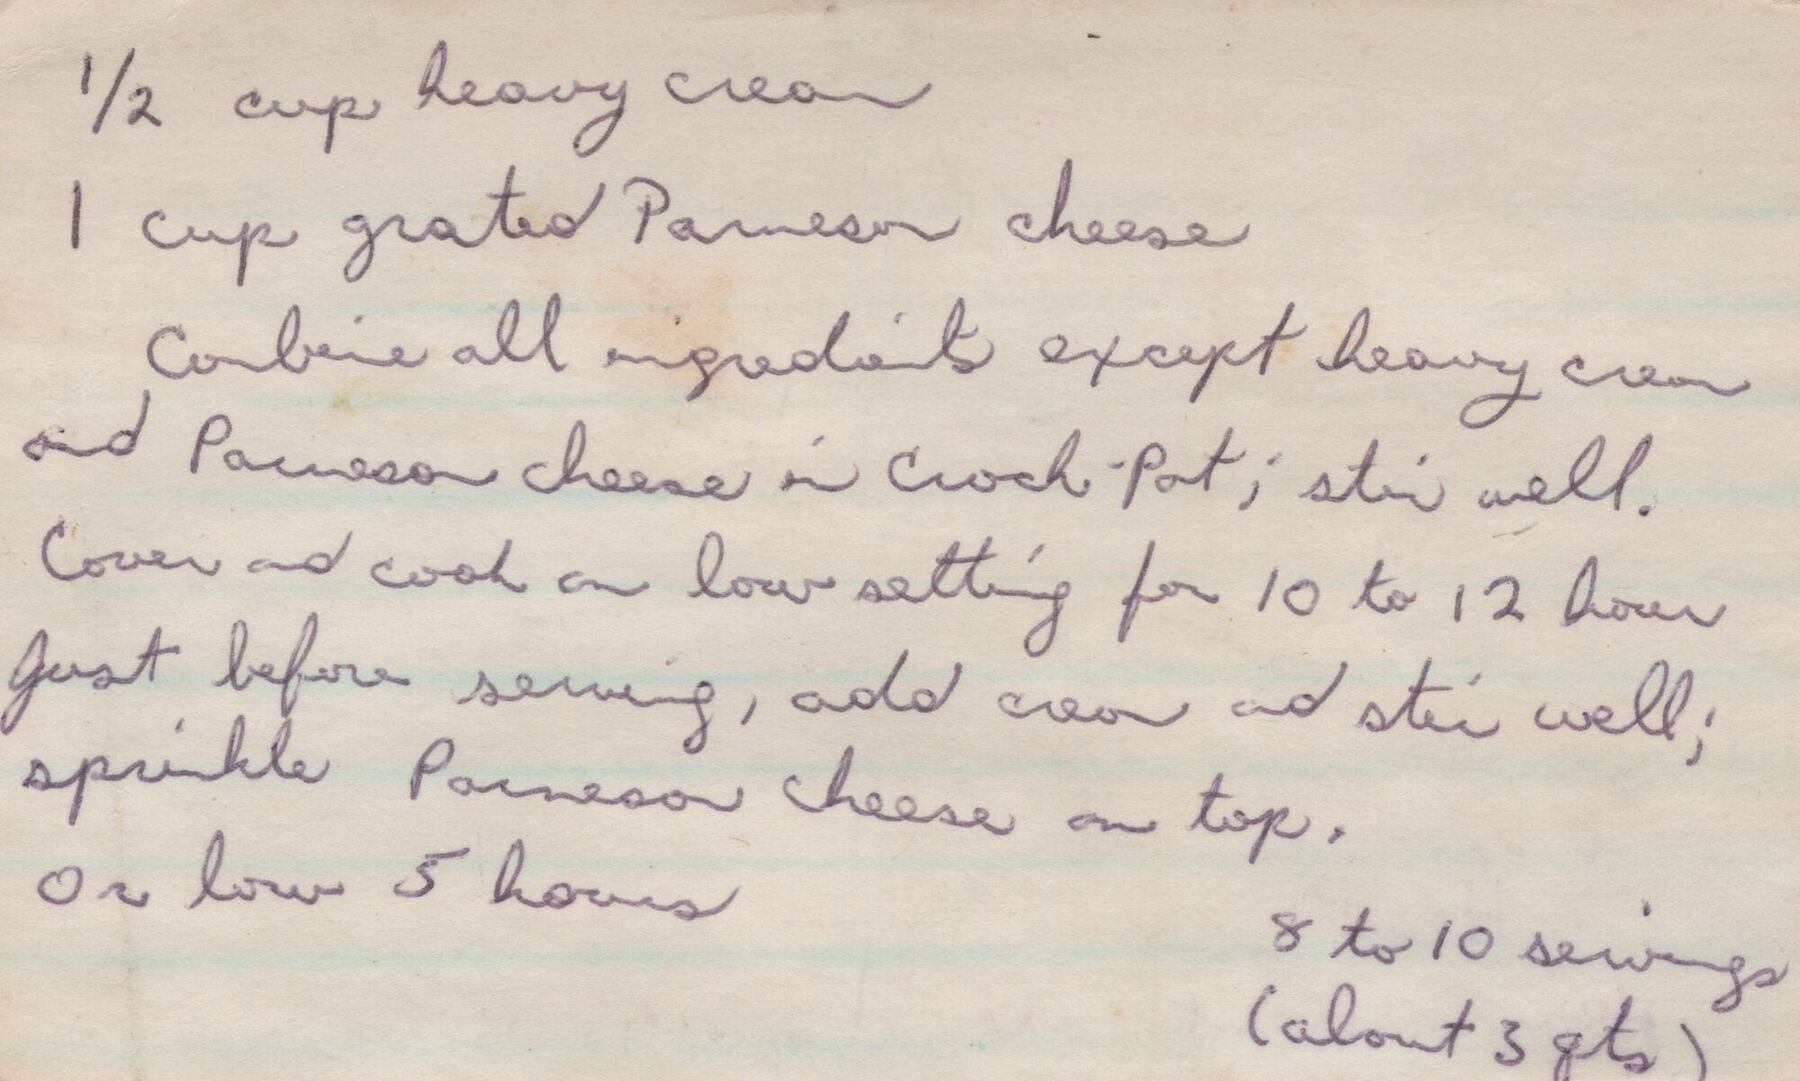 1/2 cup heavy cream
1 cup grated Parmesan cheese
Combine all ingredients except heavy cream
and Parmesan cheese in Crock-Pot; stir well.
Cover and cook on low setting for 10 to 12 hours
Just before serving, add cream and stir well;
sprinkle Parmesan cheese on top.
Or low 5 hours
8 to 10 servings
(about 3 qts)